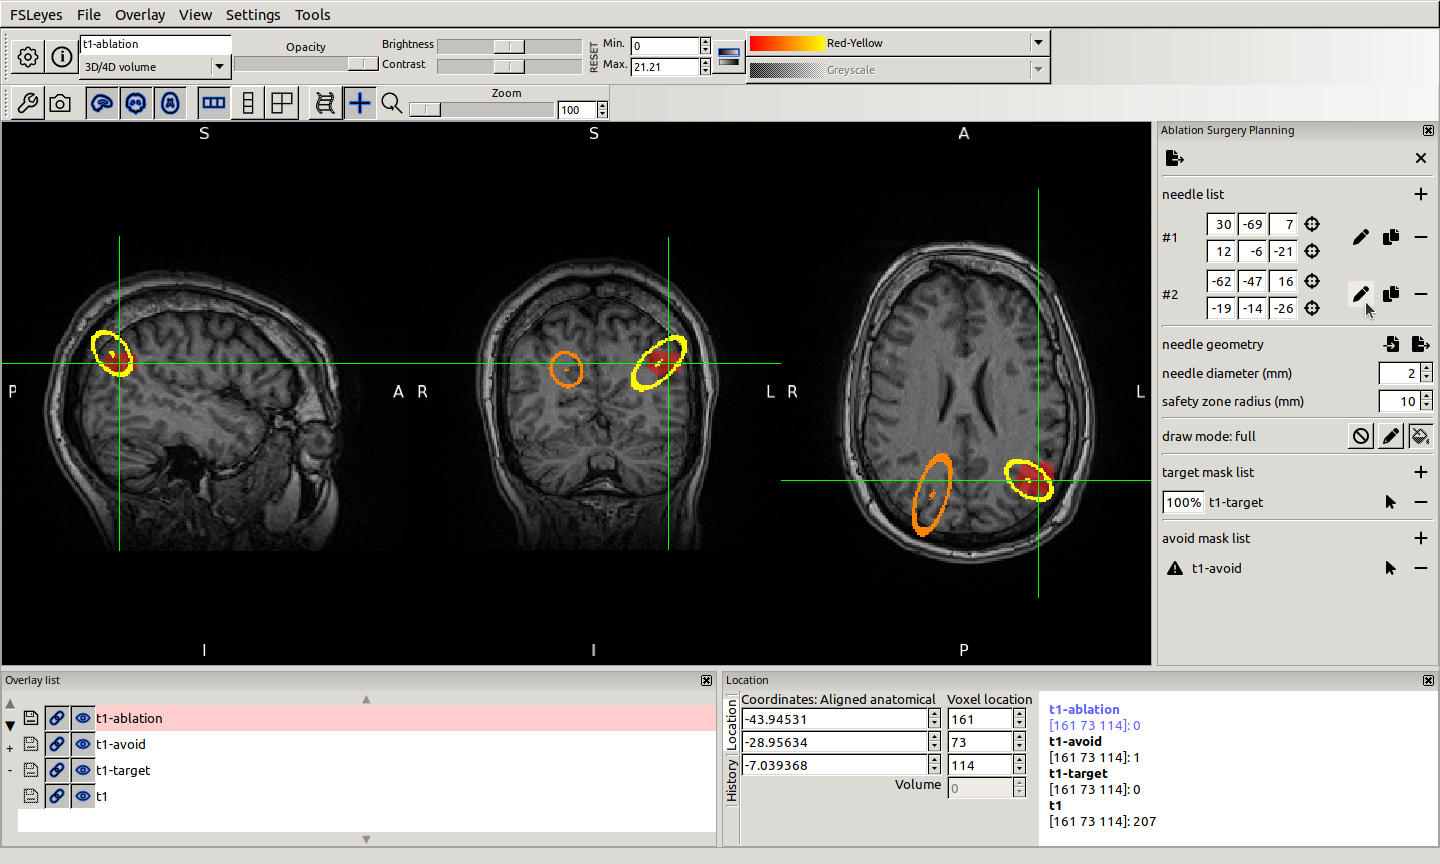 FSLeyes File Overlay View Settings Tools
t1-ablation
3D/4D volume
Opacity
Brightness
Contrast
RESET
Min. 0
Max. 21.21
Red-Yellow
Greyscale
Zoom
100
S S A
P A R L R L
I I P
Ablation Surgery Planning
needle list
#1
30 -69 7
12 -6 -21
#2
-62 -47 16
-19 -14 -26
needle geometry
needle diameter (mm) 2
safety zone radius (mm) 10
draw mode: full
target mask list
100% t1-target
avoid mask list
t1-avoid
Overlay list
t1-ablation
t1-avoid
t1-target
t1
+
-
Location
Location
History
Coordinates: Aligned anatomical Voxel location
-43.94531 161
-28.95634 73
-7.039368 114
Volume 0
t1-ablation
[161 73 114]: 0
t1-avoid
[161 73 114]: 1
t1-target
[161 73 114]: 0
t1
[161 73 114]: 207